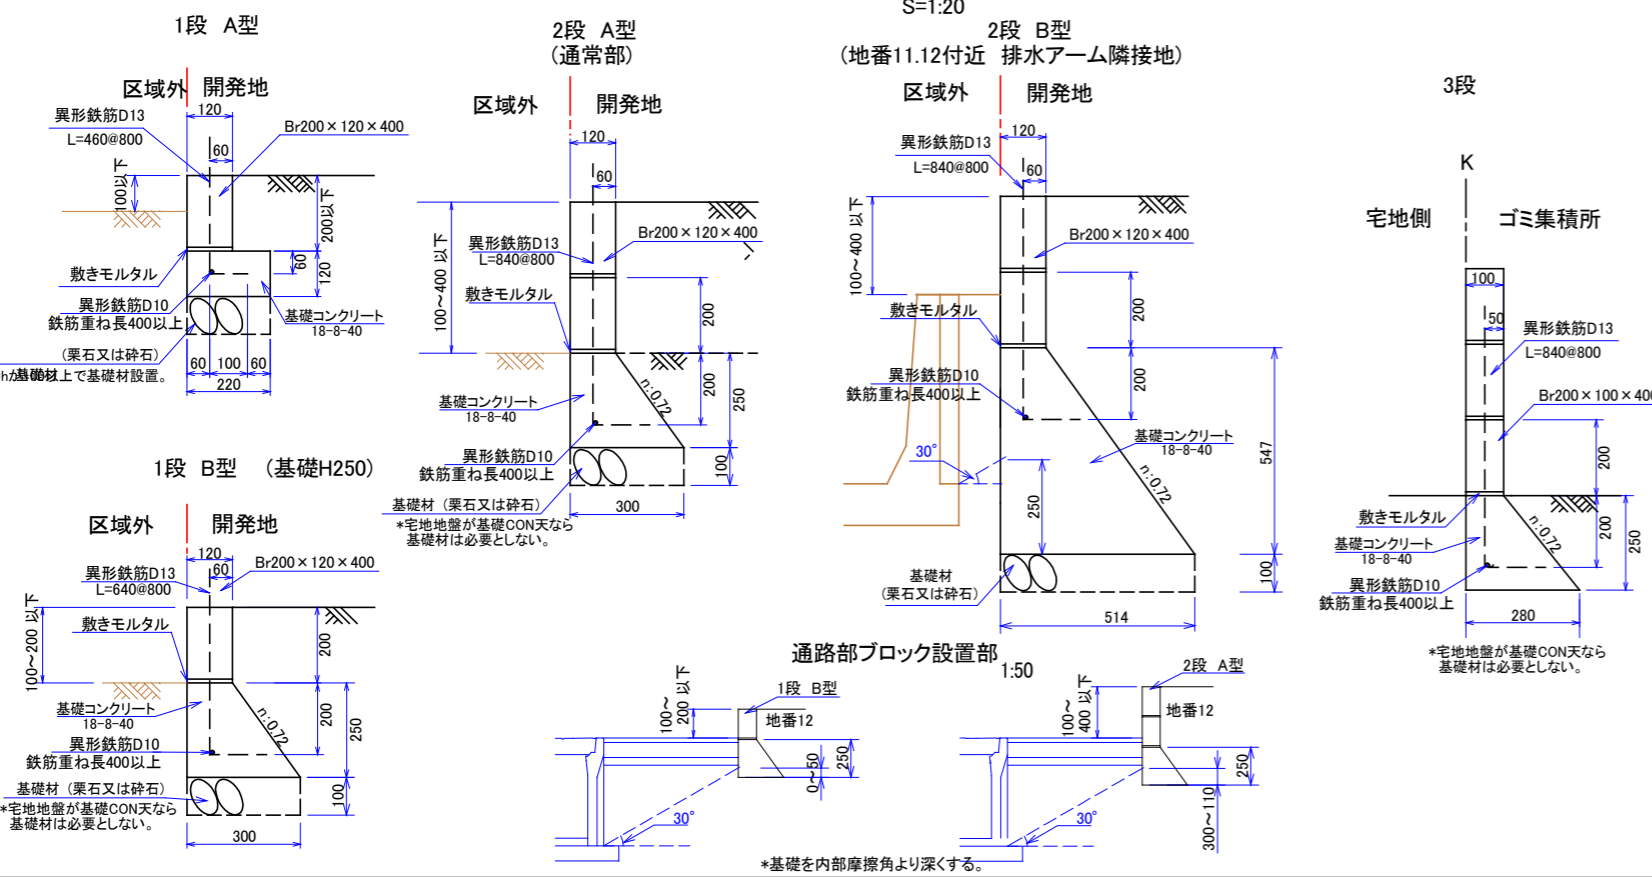 S=1:20
1段 A型
区域外 開発地
120
異形鉄筋D13
L=460@800
60
Br200×120×400
100以下
200以下
60
120
敷きモルタル
異形鉄筋D10
鉄筋重ね長400以上
基礎コンクリート
18-8-40
(栗石又は砕石)
以上で基礎材設置。
60 100 60
220
2段 A型
(通常部)
区域外 開発地
120
60
異形鉄筋D13
L=840@800
Br200×120×400
100~400 以下
敷きモルタル
200
200
250
n:0.72
基礎コンクリート
18-8-40
異形鉄筋D10
鉄筋重ね長400以上
100
基礎材 (栗石又は砕石)
300
*宅地地盤が基礎CON天なら
基礎材は必要としない。
2段 B型
(地番11.12付近 排水アーム隣接地)
区域外 開発地
120
異形鉄筋D13
L=840@800
60
Br200×120×400
100~400 以下
敷きモルタル
200
200
異形鉄筋D10
鉄筋重ね長400以上
30°
基礎コンクリート
18-8-40
n:0.72
250
547
100
基礎材
(栗石又は砕石)
514
3段
K
宅地側 ゴミ集積所
100
50
異形鉄筋D13
L=840@800
Br200×100×400
200
敷きモルタル
基礎コンクリート
18-8-40
n:0.72
200
250
異形鉄筋D10
鉄筋重ね長400以上
280
*宅地地盤が基礎CON天なら
基礎材は必要としない。
1段 B型 (基礎H250)
区域外 開発地
120
60
Br200×120×400
異形鉄筋D13
L=640@800
100~200 以下
敷きモルタル
200
200
250
基礎コンクリート
18-8-40
n:0.72
異形鉄筋D10
鉄筋重ね長400以上
基礎材 (栗石又は砕石)
100
*宅地地盤が基礎CON天なら
基礎材は必要としない。
300
通路部ブロック設置部
1:50
100~
200 以下
1段 B型
地番12
250
0~50
30°
100~
400 以下
2段 A型
地番12
250
300~110
30°
*基礎を内部摩擦角より深くする。